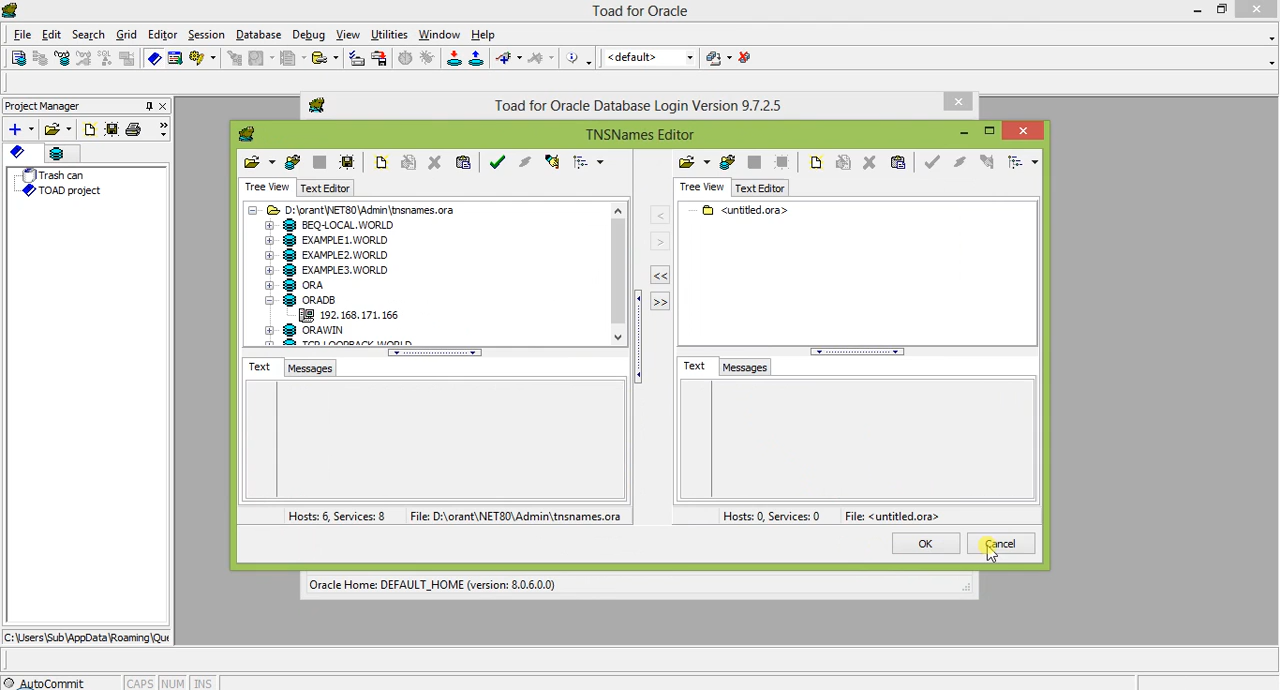 Toad for Oracle
File Edit Search Grid Editor Session Database Debug View Utilities Window Help
<default>
Project Manager
Toad for Oracle Database Login Version 9.7.2.5
TNSNames Editor
Trash can
TOAD project
Tree View Text Editor
D:\orant\NET80\Admin\tnsnames.ora
BEQ-LOCAL.WORLD
EXAMPLE1.WORLD
EXAMPLE2.WORLD
EXAMPLE3.WORLD
ORA
ORADB
192.168.171.166
ORAWIN
TCP-LOOPBACK.WORLD
Text Messages
Hosts: 6, Services: 8 File: D:\orant\NET80\Admin\tnsnames.ora
< 
>
<<
>>
Tree View Text Editor
<untitled.ora>
Text Messages
Hosts: 0, Services: 0 File: <untitled.ora>
OK Cancel
Oracle Home: DEFAULT_HOME (version: 8.0.6.0.0)
C:\Users\Sub\AppData\Roaming\Que
AutoCommit CAPS NUM INS